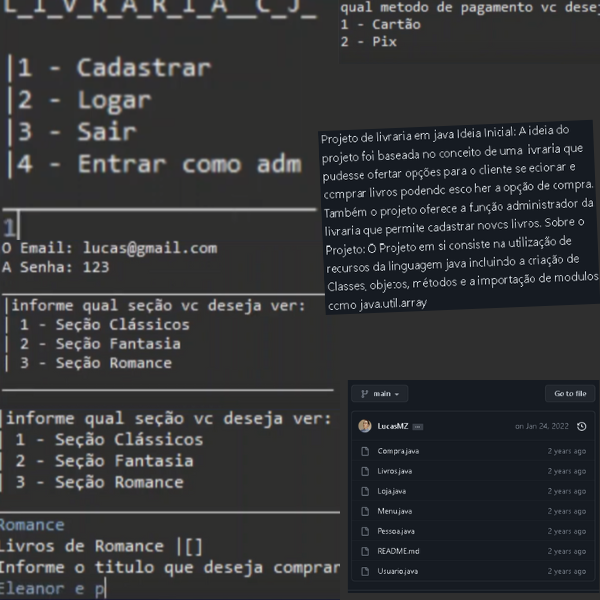 L_I_V_R_A_R_I_A__C_J_
|1 - Cadastrar
|2 - Logar
|3 - Sair
|4 - Entrar como adm
1
O Email: lucas@gmail.com
A Senha: 123
|informe qual seção vc deseja ver:
| 1 - Seção Clássicos
| 2 - Seção Fantasia
| 3 - Seção Romance
|informe qual seção vc deseja ver:
| 1 - Seção Clássicos
| 2 - Seção Fantasia
| 3 - Seção Romance
Romance
Livros de Romance |[]
Informe o titulo que deseja comprar
Eleanor e p
qual metodo de pagamento vc desej
1 - Cartão
2 - Pix
Projeto de livraria em java Ideia Inicial: A ideia do
projeto foi baseada no conceito de uma ivraria que
pudesse ofertar opções para o cliente se ecionar e
comprar livros podendo esco her a opção de compra.
Também o projeto oferece a função administrador da
livraria que permite cadastrar novos livros. Sobre o
Projeto: O Projeto em si consiste na utilização de
recursos da linguagem java incluindo a criação de
Classes, objetos, métodos e a importação de modulos
como java.util.array
main
Go to file
LucasMZ
on Jan 24, 2022
Compra.java 2 years ago
Livros.java 2 years ago
Loja.java 2 years ago
Menu.java 2 years ago
Pessoa.java 2 years ago
README.md 2 years ago
Usuario.java 2 years ago